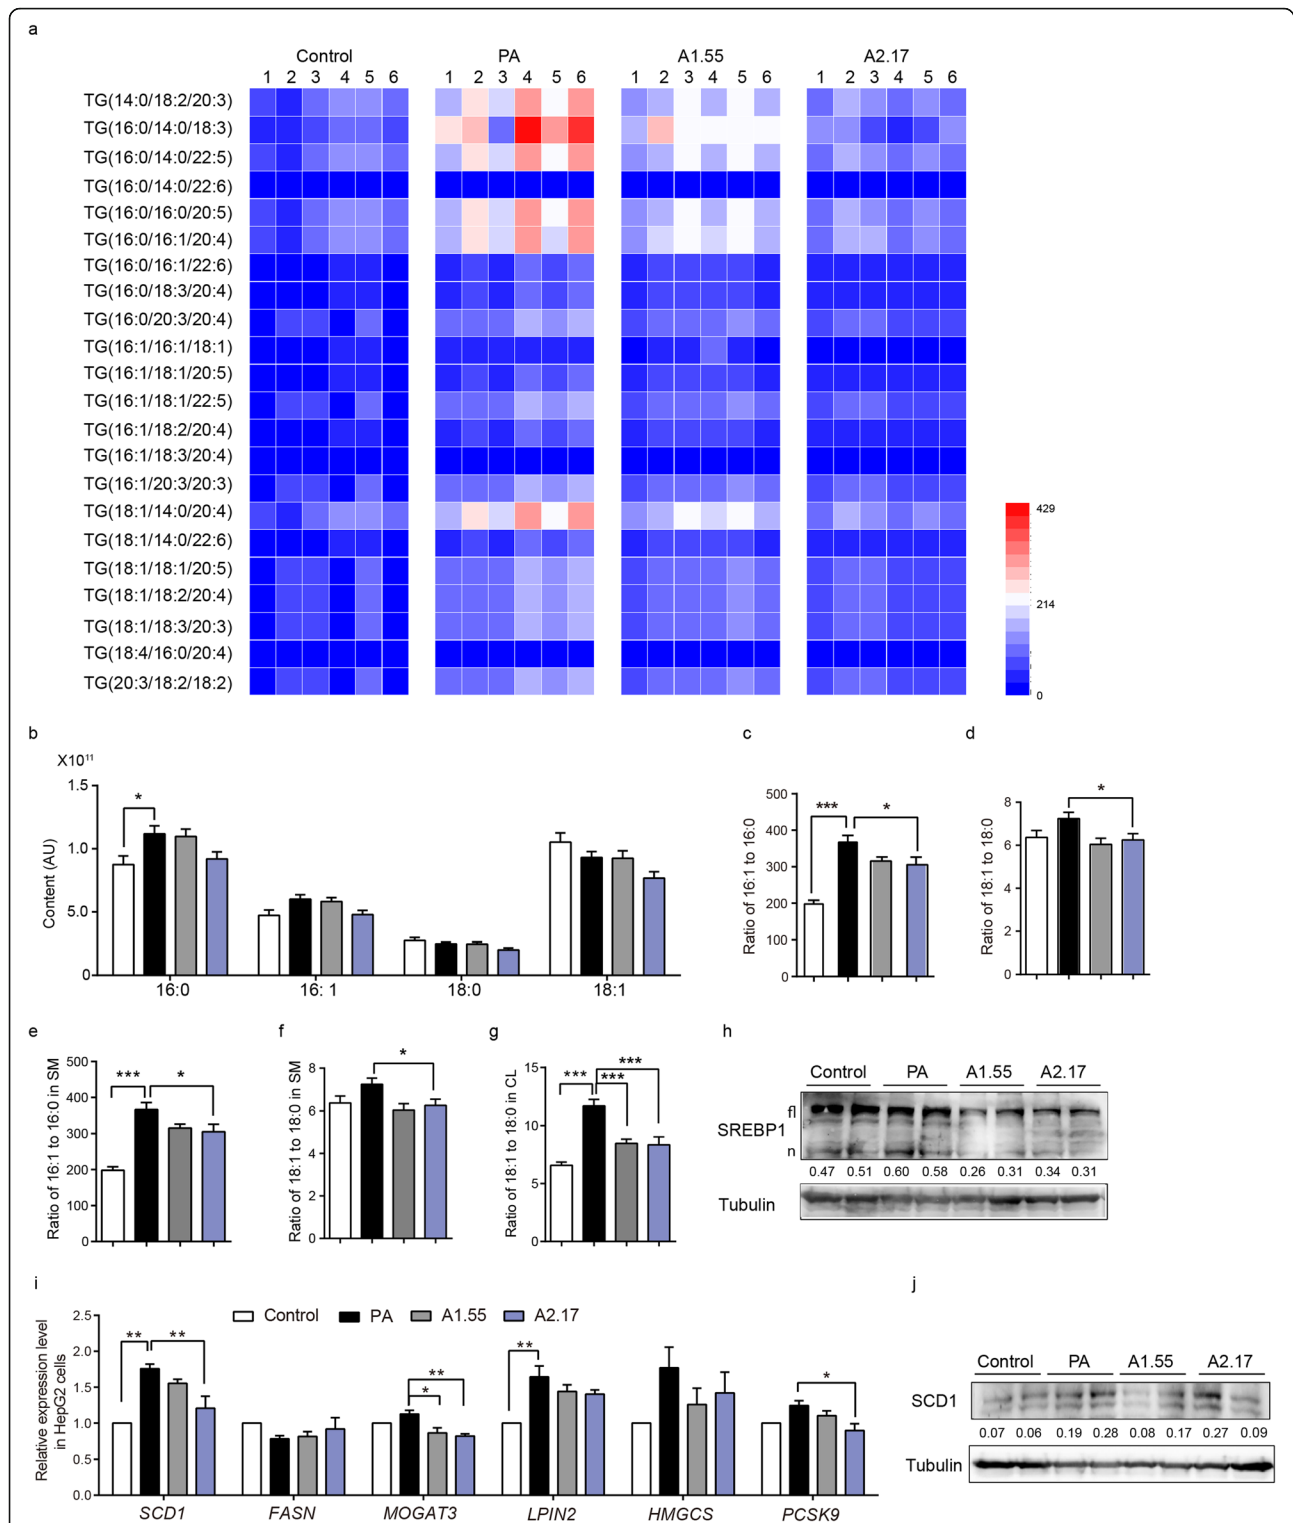 a
Control PA A1.55 A2.17
1 2 3 4 5 6 1 2 3 4 5 6 1 2 3 4 5 6 1 2 3 4 5 6
TG(14:0/18:2/20:3)
TG(16:0/14:0/18:3)
TG(16:0/14:0/22:5)
TG(16:0/14:0/22:6)
TG(16:0/16:0/20:5)
TG(16:0/16:1/20:4)
TG(16:0/16:1/22:6)
TG(16:0/18:3/20:4)
TG(16:0/20:3/20:4)
TG(16:1/16:1/18:1)
TG(16:1/18:1/20:5)
TG(16:1/18:1/22:5)
TG(16:1/18:2/20:4)
TG(16:1/18:3/20:4)
TG(16:1/20:3/20:3)
TG(18:1/14:0/20:4)
TG(18:1/14:0/22:6)
TG(18:1/18:1/20:5)
TG(18:1/18:2/20:4)
TG(18:1/18:3/20:3)
TG(18:4/16:0/20:4)
TG(20:3/18:2/18:2)
429
214
0
b
X10¹¹
Content (AU)
1.5
1.0
5.0
0
*
16:0 16: 1 18:0 18:1
c
Ratio of 16:1 to 16:0
500
400
300
200
100
0
*** *
d
Ratio of 18:1 to 18:0
8
6
4
2
0
*
e
Ratio of 16:1 to 16:0 in SM
500
400
300
200
100
0
*** *
f
Ratio of 18:1 to 18:0 in SM
8
6
4
2
0
*
g
Ratio of 18:1 to 18:0 in CL
15
10
5
0
*** *** ***
h
Control PA A1.55 A2.17
SREBP1
fl
n
0.47 0.51 0.60 0.58 0.26 0.31 0.34 0.31
Tubulin
i
Control PA A1.55 A2.17
Relative expression level
in HepG2 cells
2.5
2.0
1.5
1.0
0.5
0.0
** **
* **
**
*
SCD1 FASN MOGAT3 LPIN2 HMGCS PCSK9
j
Control PA A1.55 A2.17
SCD1
0.07 0.06 0.19 0.28 0.08 0.17 0.27 0.09
Tubulin